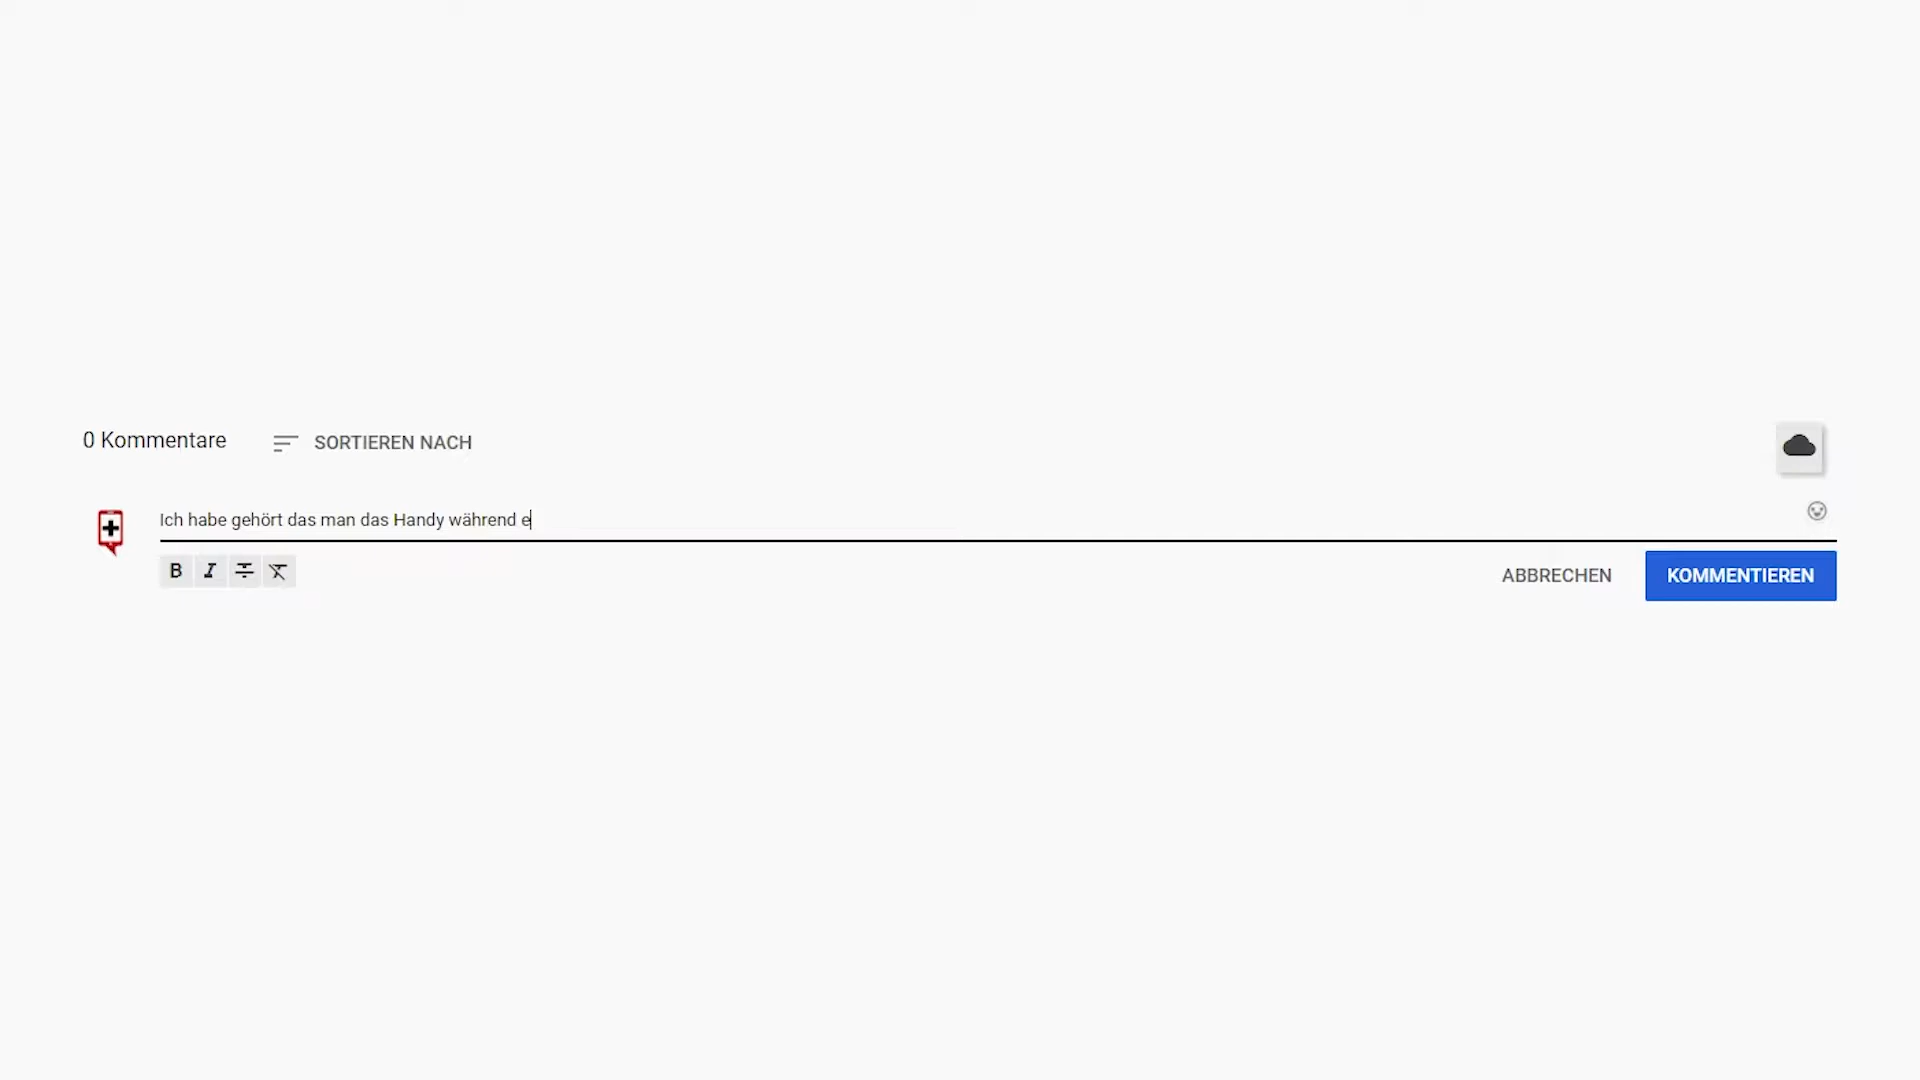 0 Kommentare
SORTIEREN NACH
Ich habe gehört das man das Handy während e
B I
ABBRECHEN
KOMMENTIEREN